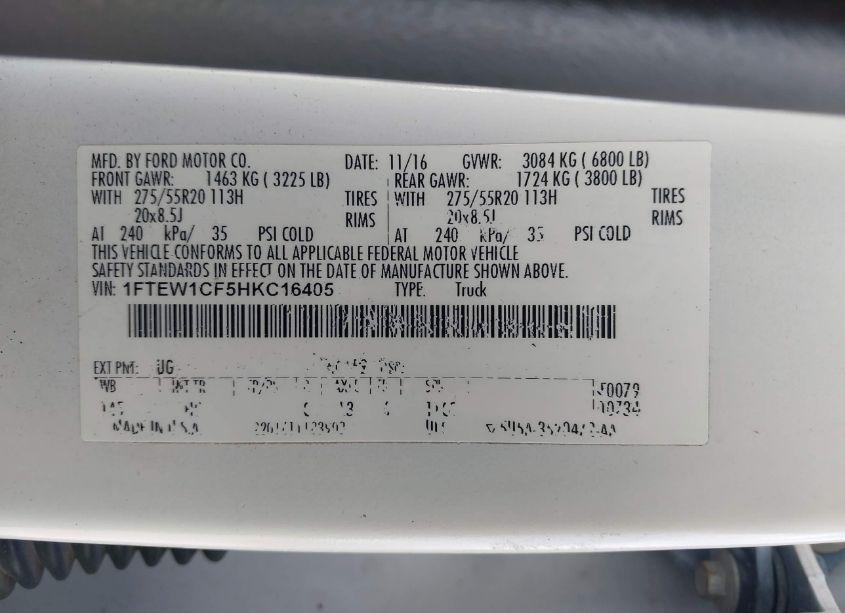 MFD. BY FORD MOTOR CO. DATE: 11/16 GVWR: 3084 KG ( 6800 LB)
FRONT GAWR: 1463 KG ( 3225 LB) REAR GAWR: 1724 KG ( 3800 LB)
WITH 275/55R20 113H TIRES WITH 275/55R20 113H TIRES
20x8.5J RIMS 20x8.5J RIMS
AT 240 kPa/ 35 PSI COLD AT 240 kPa/ 35 PSI COLD
THIS VEHICLE CONFORMS TO ALL APPLICABLE FEDERAL MOTOR VEHICLE
SAFETY STANDARDS IN EFFECT ON THE DATE OF MANUFACTURE SHOWN ABOVE.
VIN: 1FTEW1CF5HKC16405 TYPE: Truck
EXT PNT: UG
WB INT TR
MADE IN U.S.A.